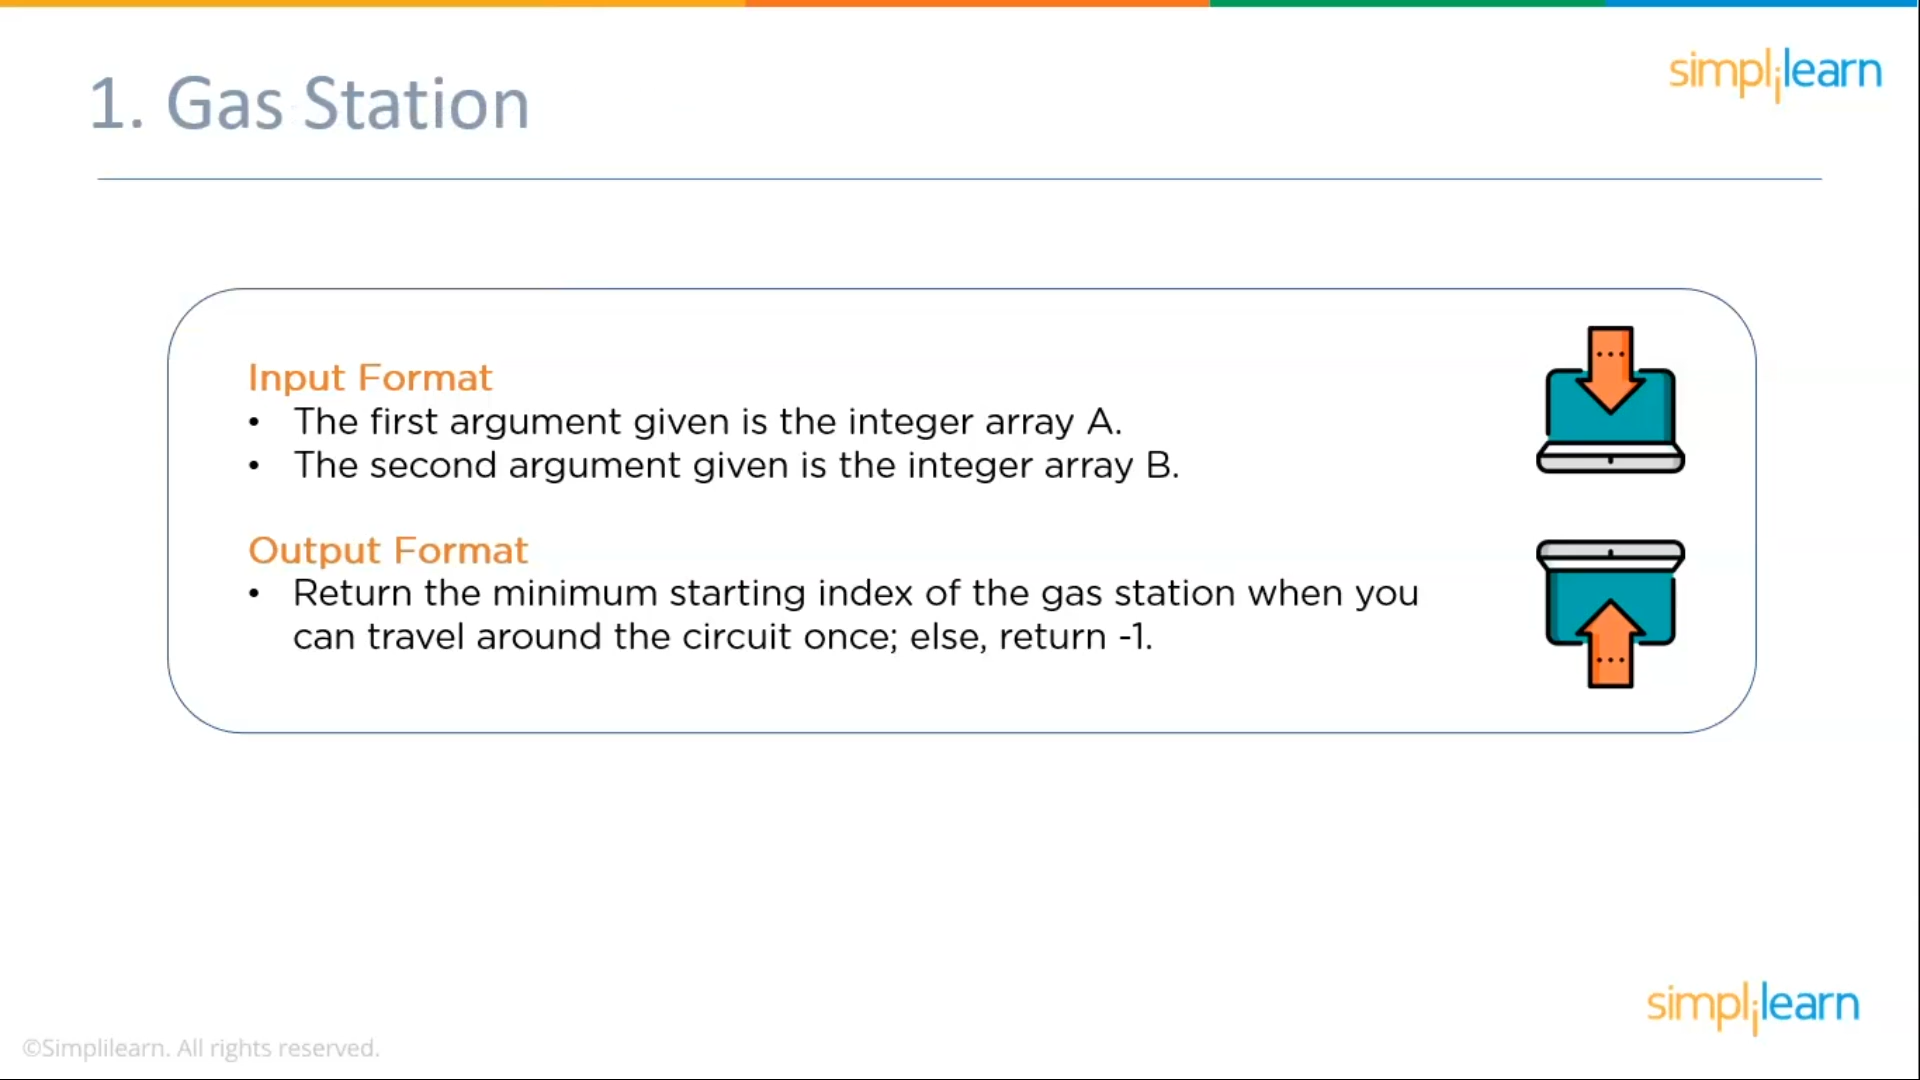 1. Gas Station
simplilearn
Input Format
• The first argument given is the integer array A.
• The second argument given is the integer array B.
Output Format
• Return the minimum starting index of the gas station when you
can travel around the circuit once; else, return -1.
simplilearn
©Simplilearn. All rights reserved.